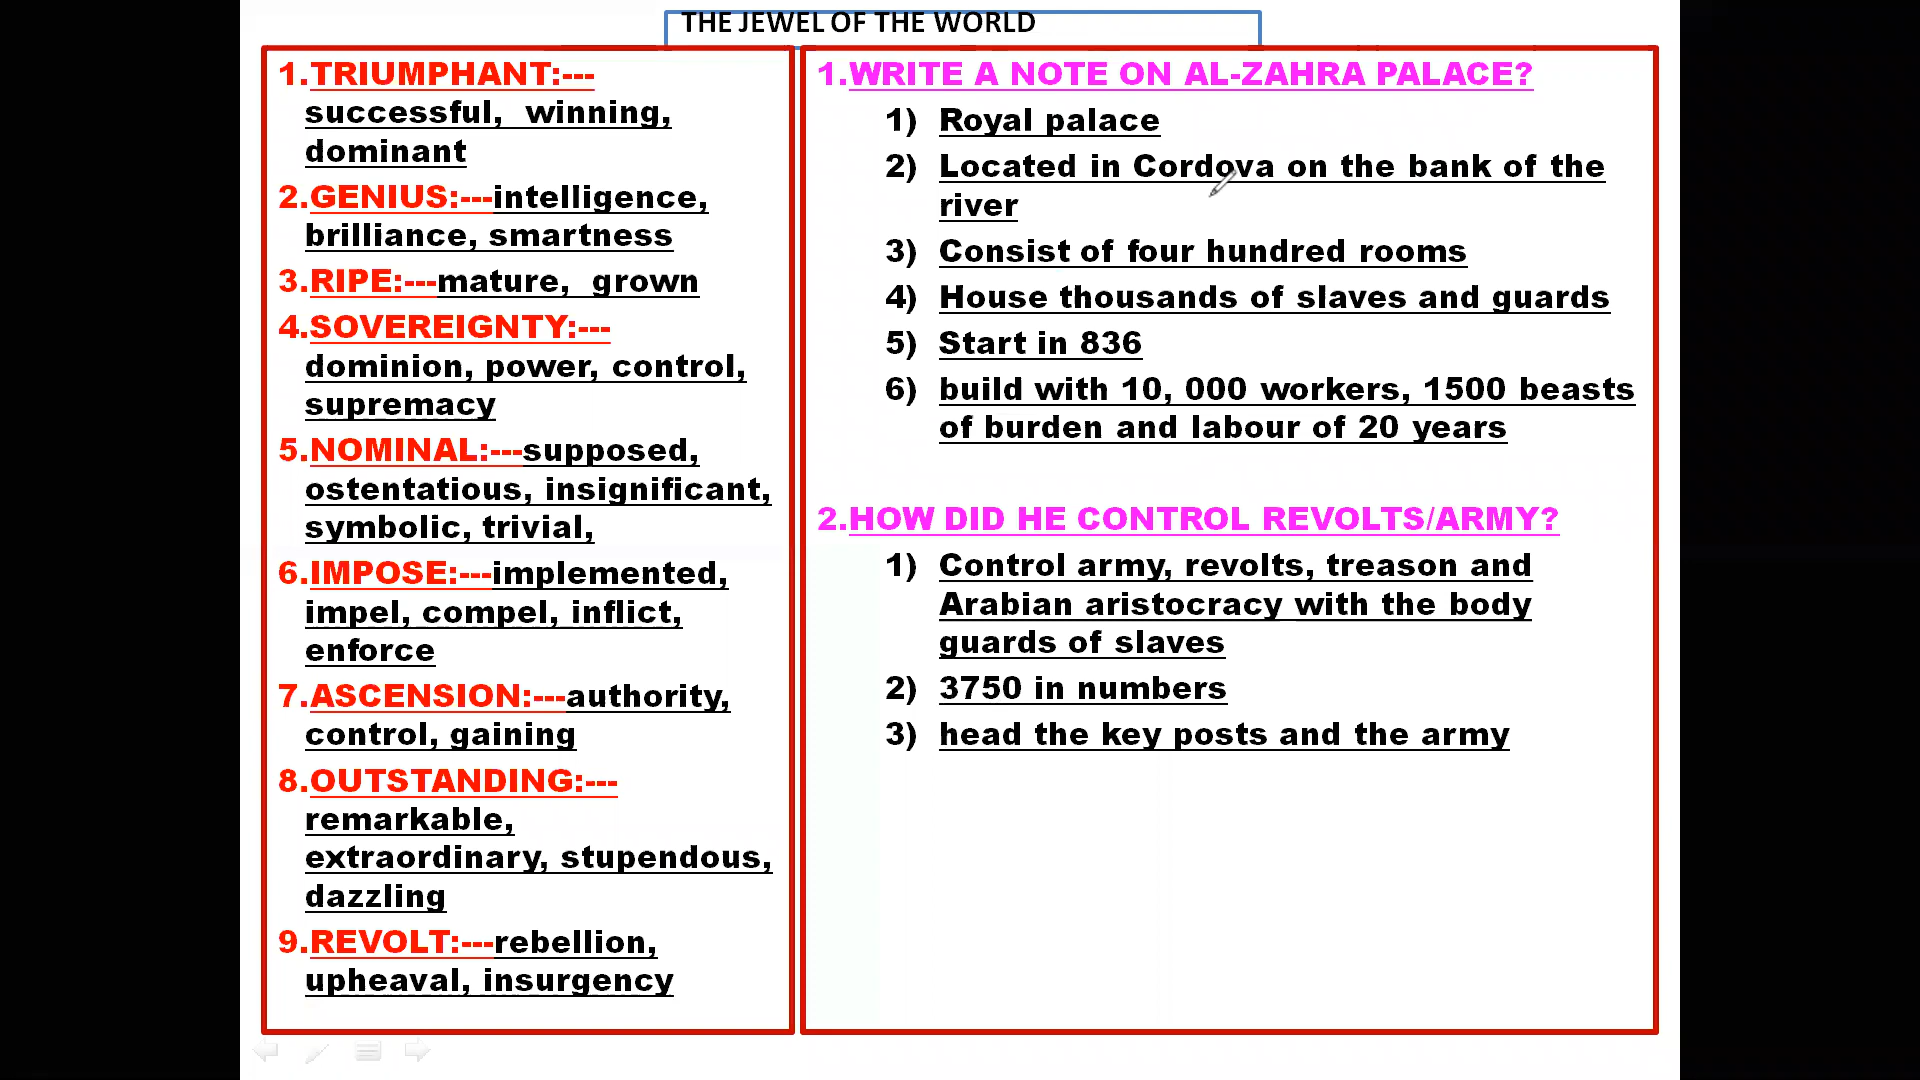 THE JEWEL OF THE WORLD
1.TRIUMPHANT:---
successful, winning,
dominant
2.GENIUS:---intelligence,
brilliance, smartness
3.RIPE:---mature, grown
4.SOVEREIGNTY:---
dominion, power, control,
supremacy
5.NOMINAL:---supposed,
ostentatious, insignificant,
symbolic, trivial,
6.IMPOSE:---implemented,
impel, compel, inflict,
enforce
7.ASCENSION:---authority,
control, gaining
8.OUTSTANDING:---
remarkable,
extraordinary, stupendous,
dazzling
9.REVOLT:---rebellion,
upheaval, insurgency
1.WRITE A NOTE ON AL-ZAHRA PALACE?
1) Royal palace
2) Located in Cordova on the bank of the
river
3) Consist of four hundred rooms
4) House thousands of slaves and guards
5) Start in 836
6) build with 10, 000 workers, 1500 beasts
of burden and labour of 20 years
2.HOW DID HE CONTROL REVOLTS/ARMY?
1) Control army, revolts, treason and
Arabian aristocracy with the body
guards of slaves
2) 3750 in numbers
3) head the key posts and the army